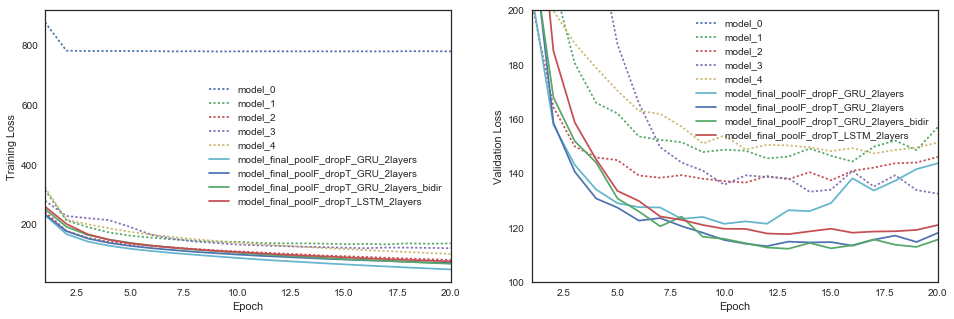 Training Loss
800
600
400
200
model_0
model_1
model_2
model_3
model_4
model_final_poolF_dropF_GRU_2layers
model_final_poolF_dropT_GRU_2layers
model_final_poolF_dropT_GRU_2layers_bidir
model_final_poolF_dropT_LSTM_2layers
2.5 5.0 7.5 10.0 12.5 15.0 17.5 20.0
Epoch
Validation Loss
200
180
160
140
120
100
model_0
model_1
model_2
model_3
model_4
model_final_poolF_dropF_GRU_2layers
model_final_poolF_dropT_GRU_2layers
model_final_poolF_dropT_GRU_2layers_bidir
model_final_poolF_dropT_LSTM_2layers
2.5 5.0 7.5 10.0 12.5 15.0 17.5 20.0
Epoch